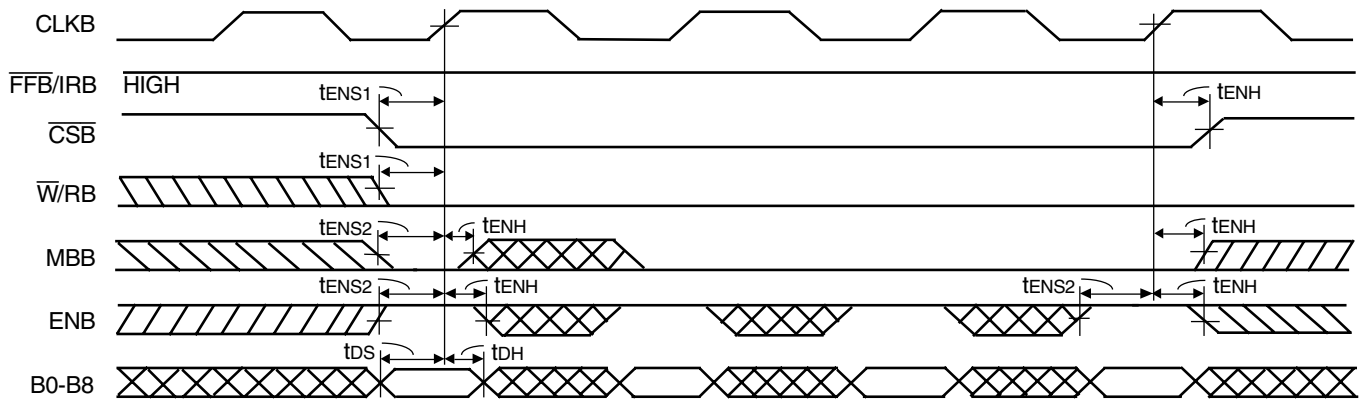 CLKB
FFB/IRB HIGH
tENS1 tENH
CSB
tENS1
W/RB
tENS2 tENH tENH
MBB
tENS2 tENH tENS2 tENH
ENB
tDS tDH
B0-B8